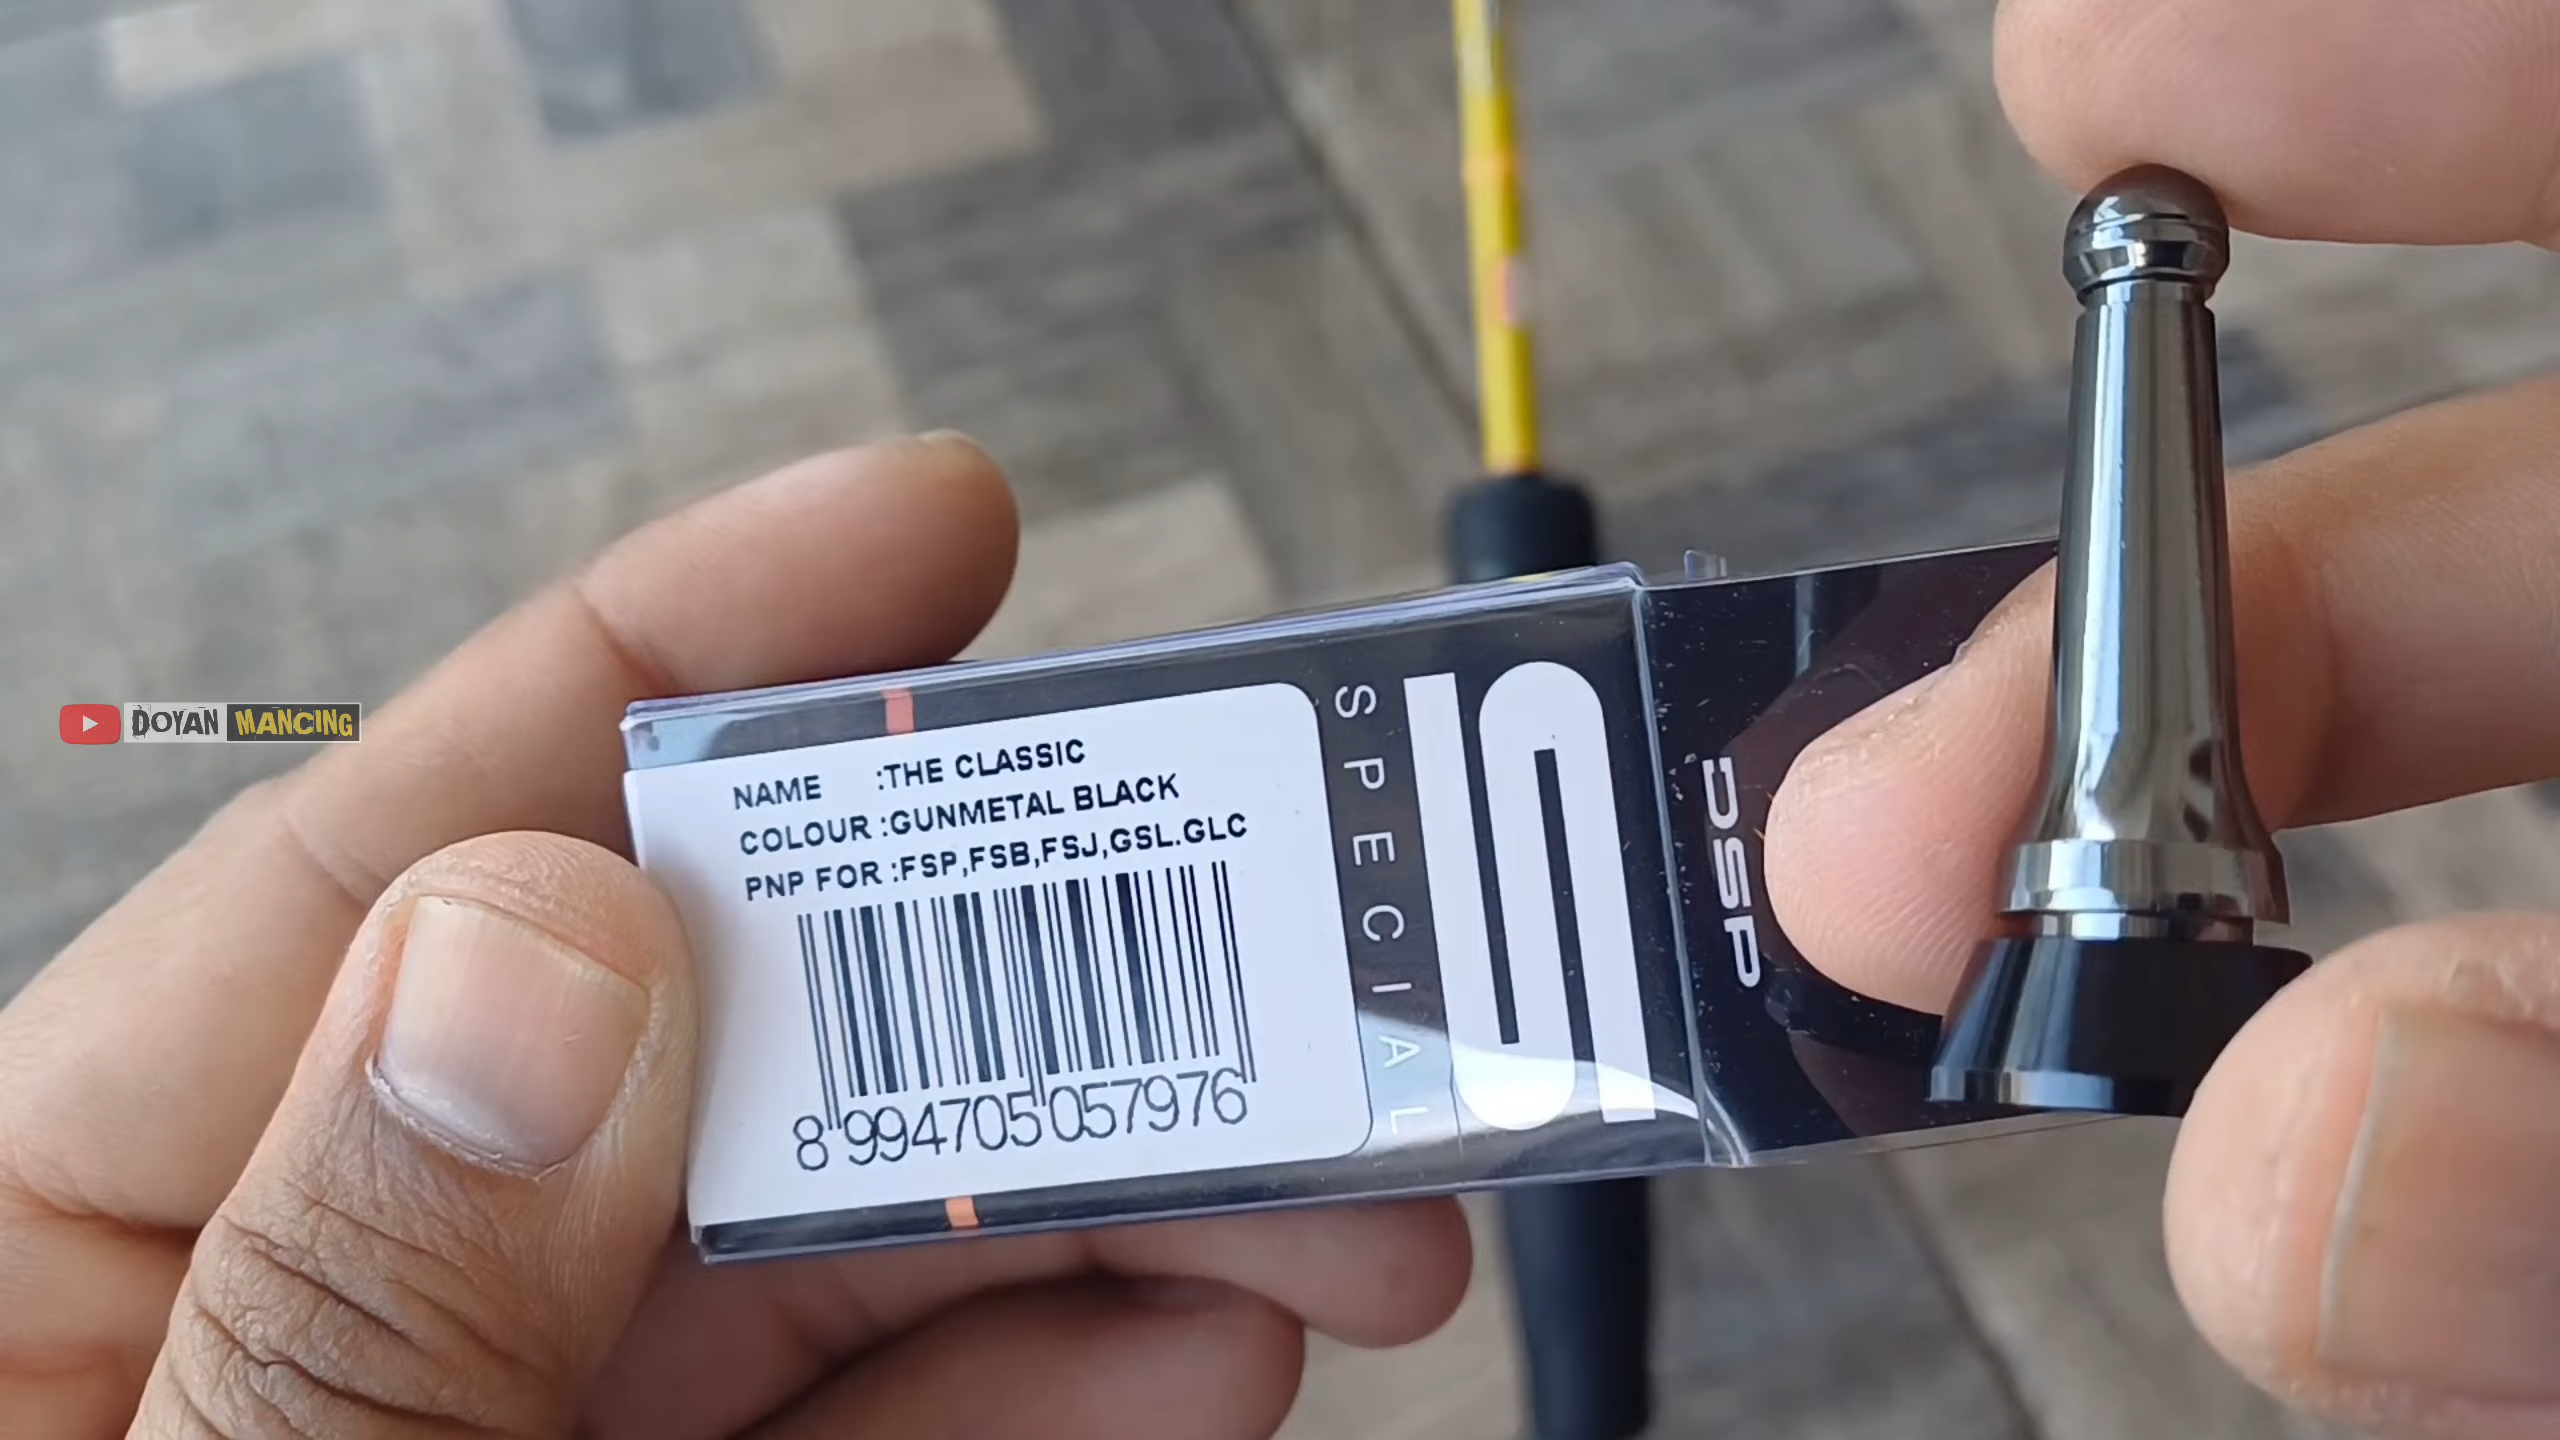 DOYAN MANCING
NAME :THE CLASSIC
COLOUR :GUNMETAL BLACK
PNP FOR :FSP,FSB,FSJ,GSL.GLC
8 994705 057976
SPECIAL